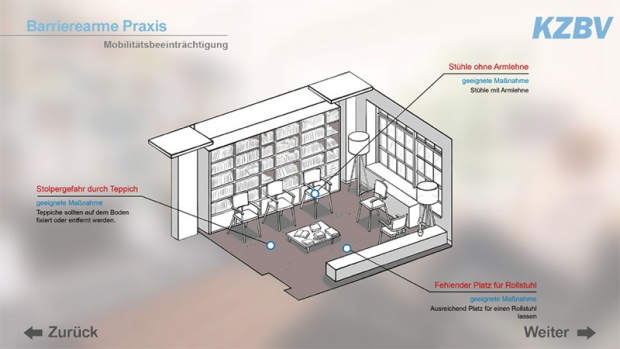 Barrierearme Praxis
KZBV
Mobilitätsbeeinträchtigung
Stühle ohne Armlehne
geeignete Maßnahme
Stühle mit Armlehne
Stolpergefahr durch Teppich
geeignete Maßnahme
Teppiche sollten auf dem Boden
fixiert oder entfernt werden.
Fehlender Platz für Rollstuhl
geeignete Maßnahme
Ausreichend Platz für einen Rollstuhl
lassen
Zurück
Weiter